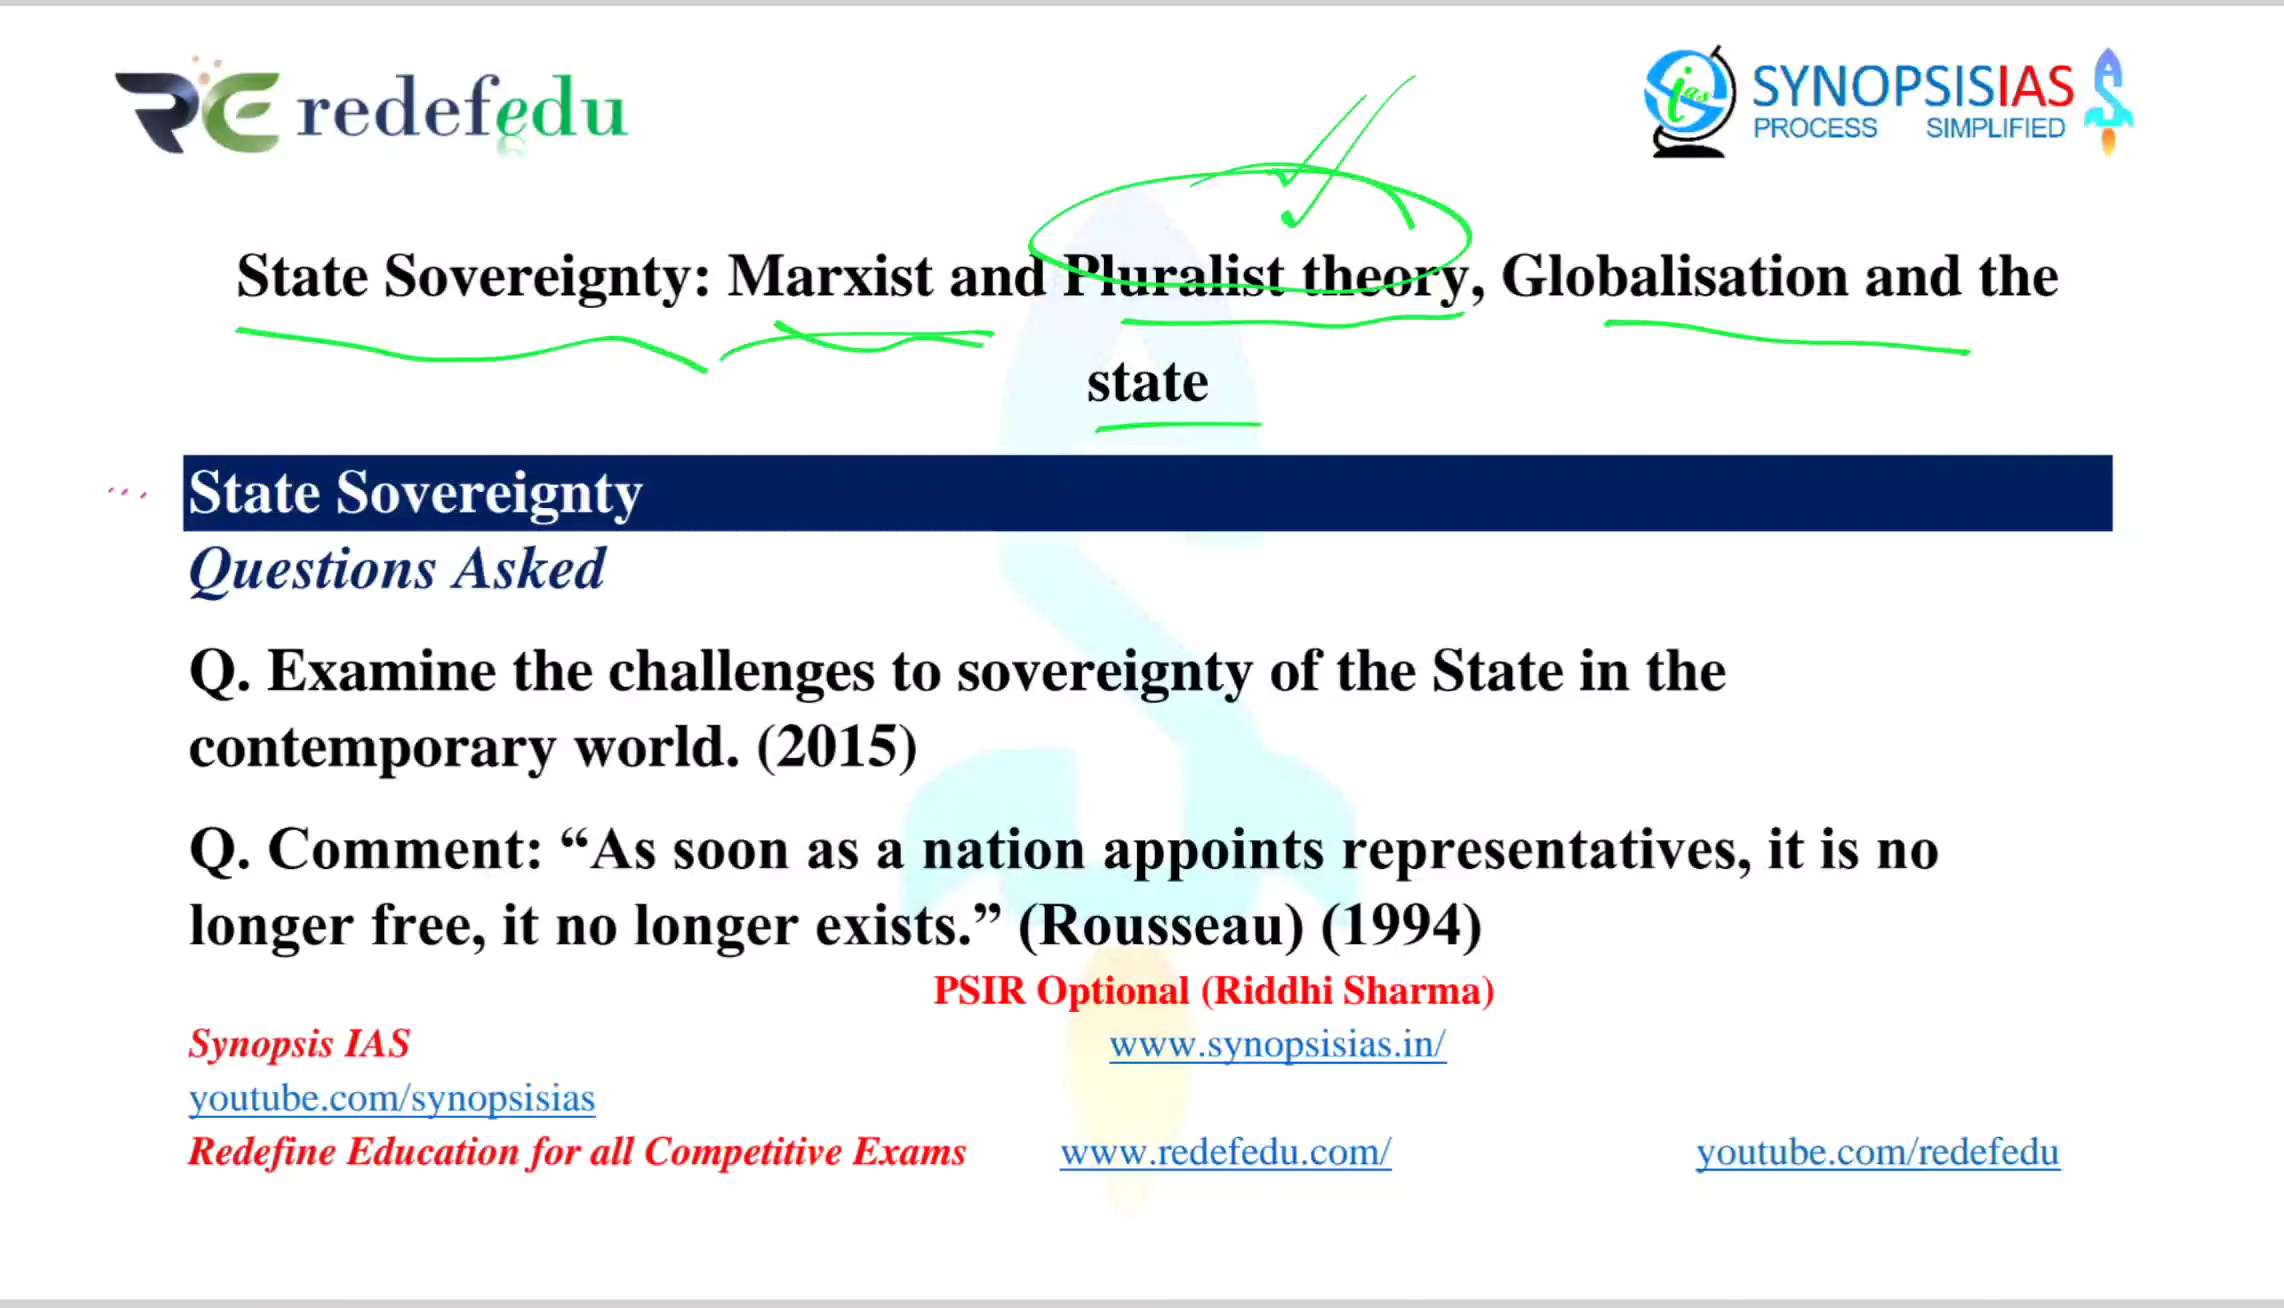 redefedu
SYNOPSISIAS
PROCESS SIMPLIFIED
State Sovereignty: Marxist and Pluralist theory, Globalisation and the
state
State Sovereignty
Questions Asked
Q. Examine the challenges to sovereignty of the State in the
contemporary world. (2015)
Q. Comment: “As soon as a nation appoints representatives, it is no
longer free, it no longer exists.” (Rousseau) (1994)
PSIR Optional (Riddhi Sharma)
Synopsis IAS www.synopsisias.in/
youtube.com/synopsisias
Redefine Education for all Competitive Exams www.redefedu.com/ youtube.com/redefedu